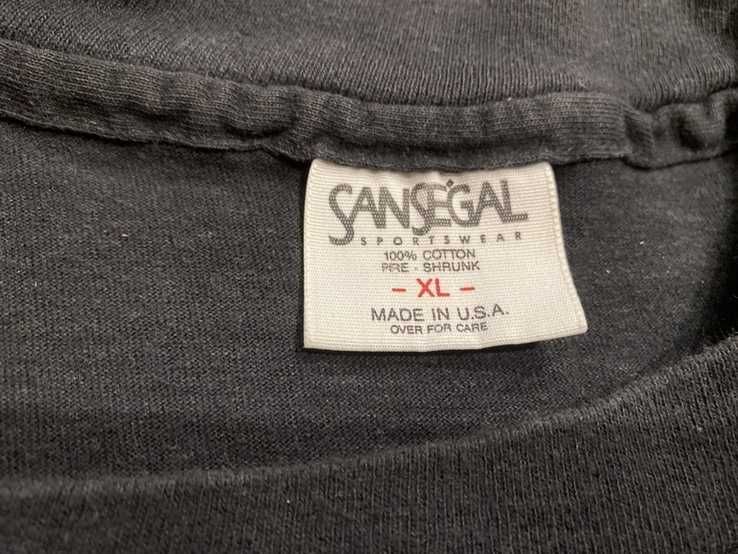 SANSEGAL
SPORTSWEAR
100% COTTON
PRE - SHRUNK
- XL -
MADE IN U.S.A.
OVER FOR CARE